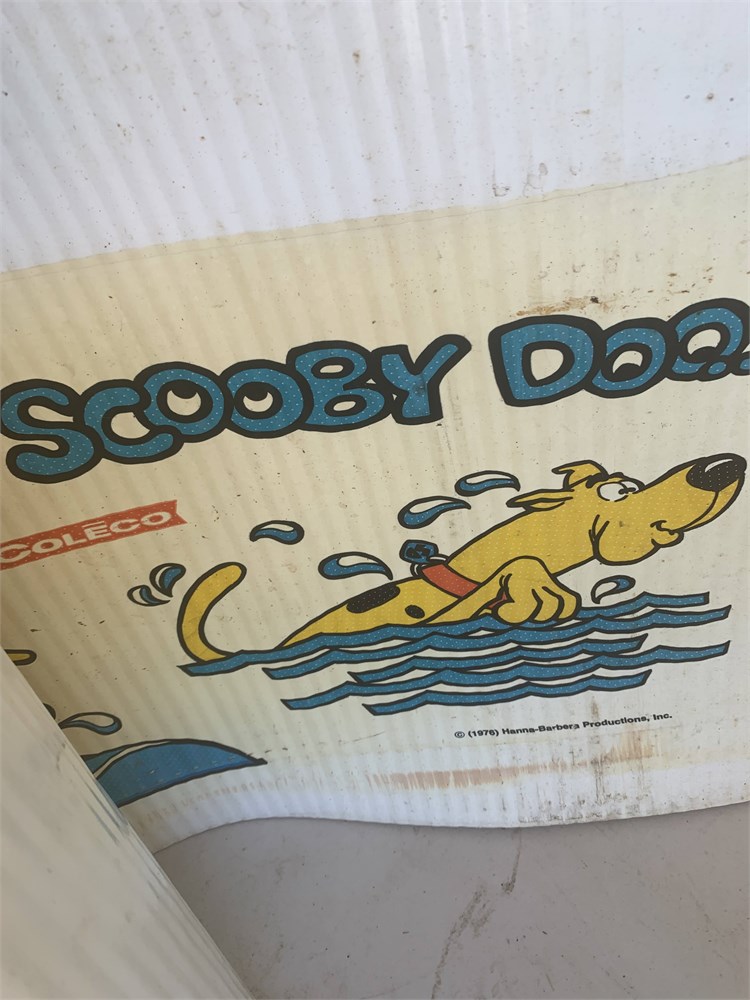 SCOOBY DOO
COLECO
© (1976) Hanna-Barbera Productions, Inc.